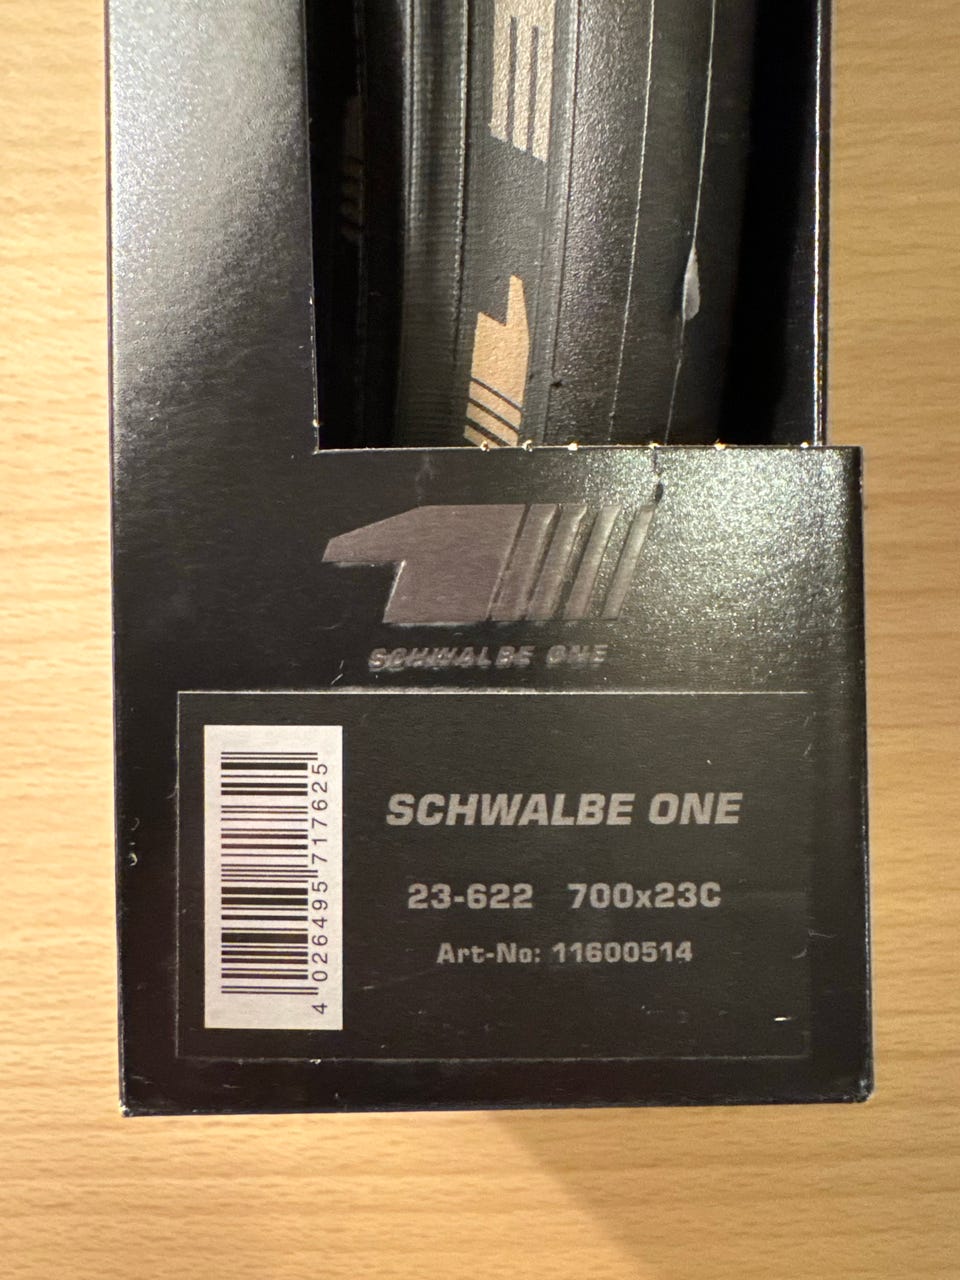 SCHWALBE ONE
SCHWALBE ONE
23-622 700x23C
Art-No: 11600514
4 026495 717625